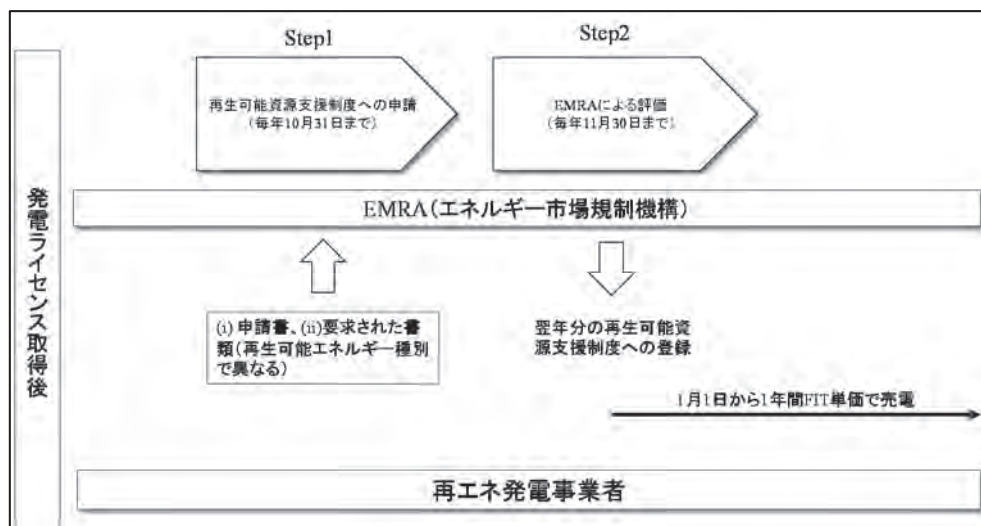 Step1
Step2
再生可能資源支援制度への申請
(毎年10月31日まで)
EMRAによる評価
(毎年11月30日まで)
発電ライセンス取得後
EMRA(エネルギー市場規制機構)
(i) 申請書、(ii)要求された書
類(再生可能エネルギー種別
で異なる)
翌年分の再生可能資
源支援制度への登録
1月1日から1年間FIT単価で売電
再エネ発電事業者